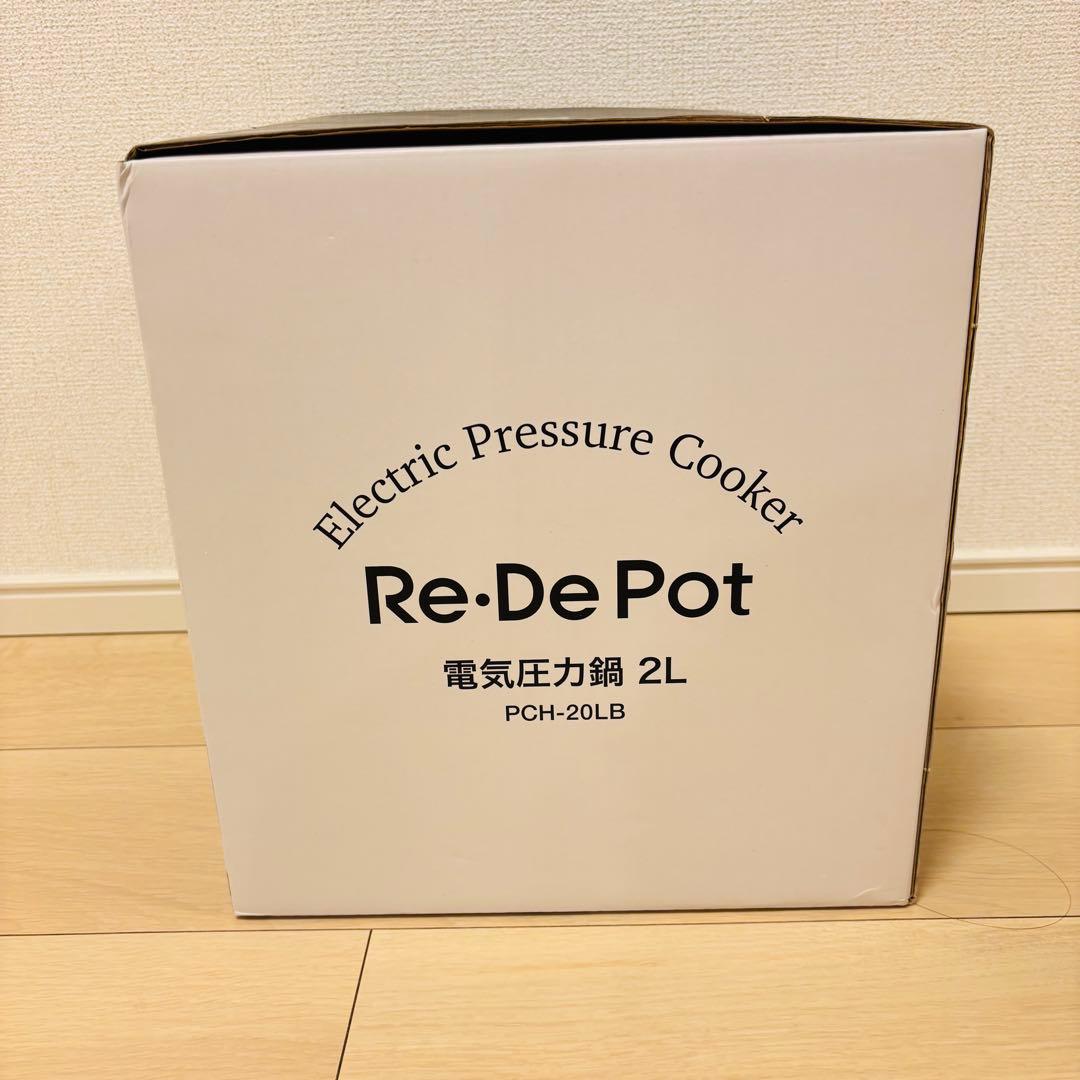 Electric Pressure Cooker
Re・De Pot
電気圧力鍋 2L
PCH-20LB